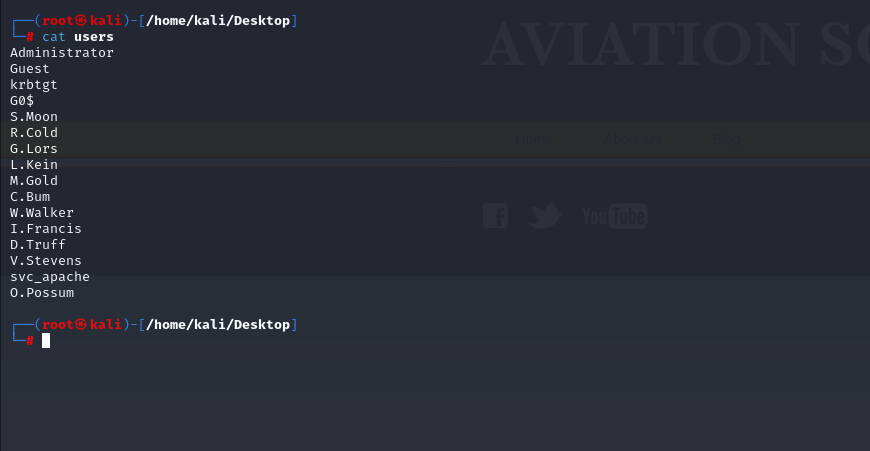 ┌──(root㉿kali)-[/home/kali/Desktop]
└─# cat users
Administrator
Guest
krbtgt
G0$
S.Moon
R.Cold
G.Lors
L.Kein
M.Gold
C.Bum
W.Walker
I.Francis
D.Truff
V.Stevens
svc_apache
O.Possum
┌──(root㉿kali)-[/home/kali/Desktop]
└─#
AVIATION SC
Home About Us Blog
YouTube